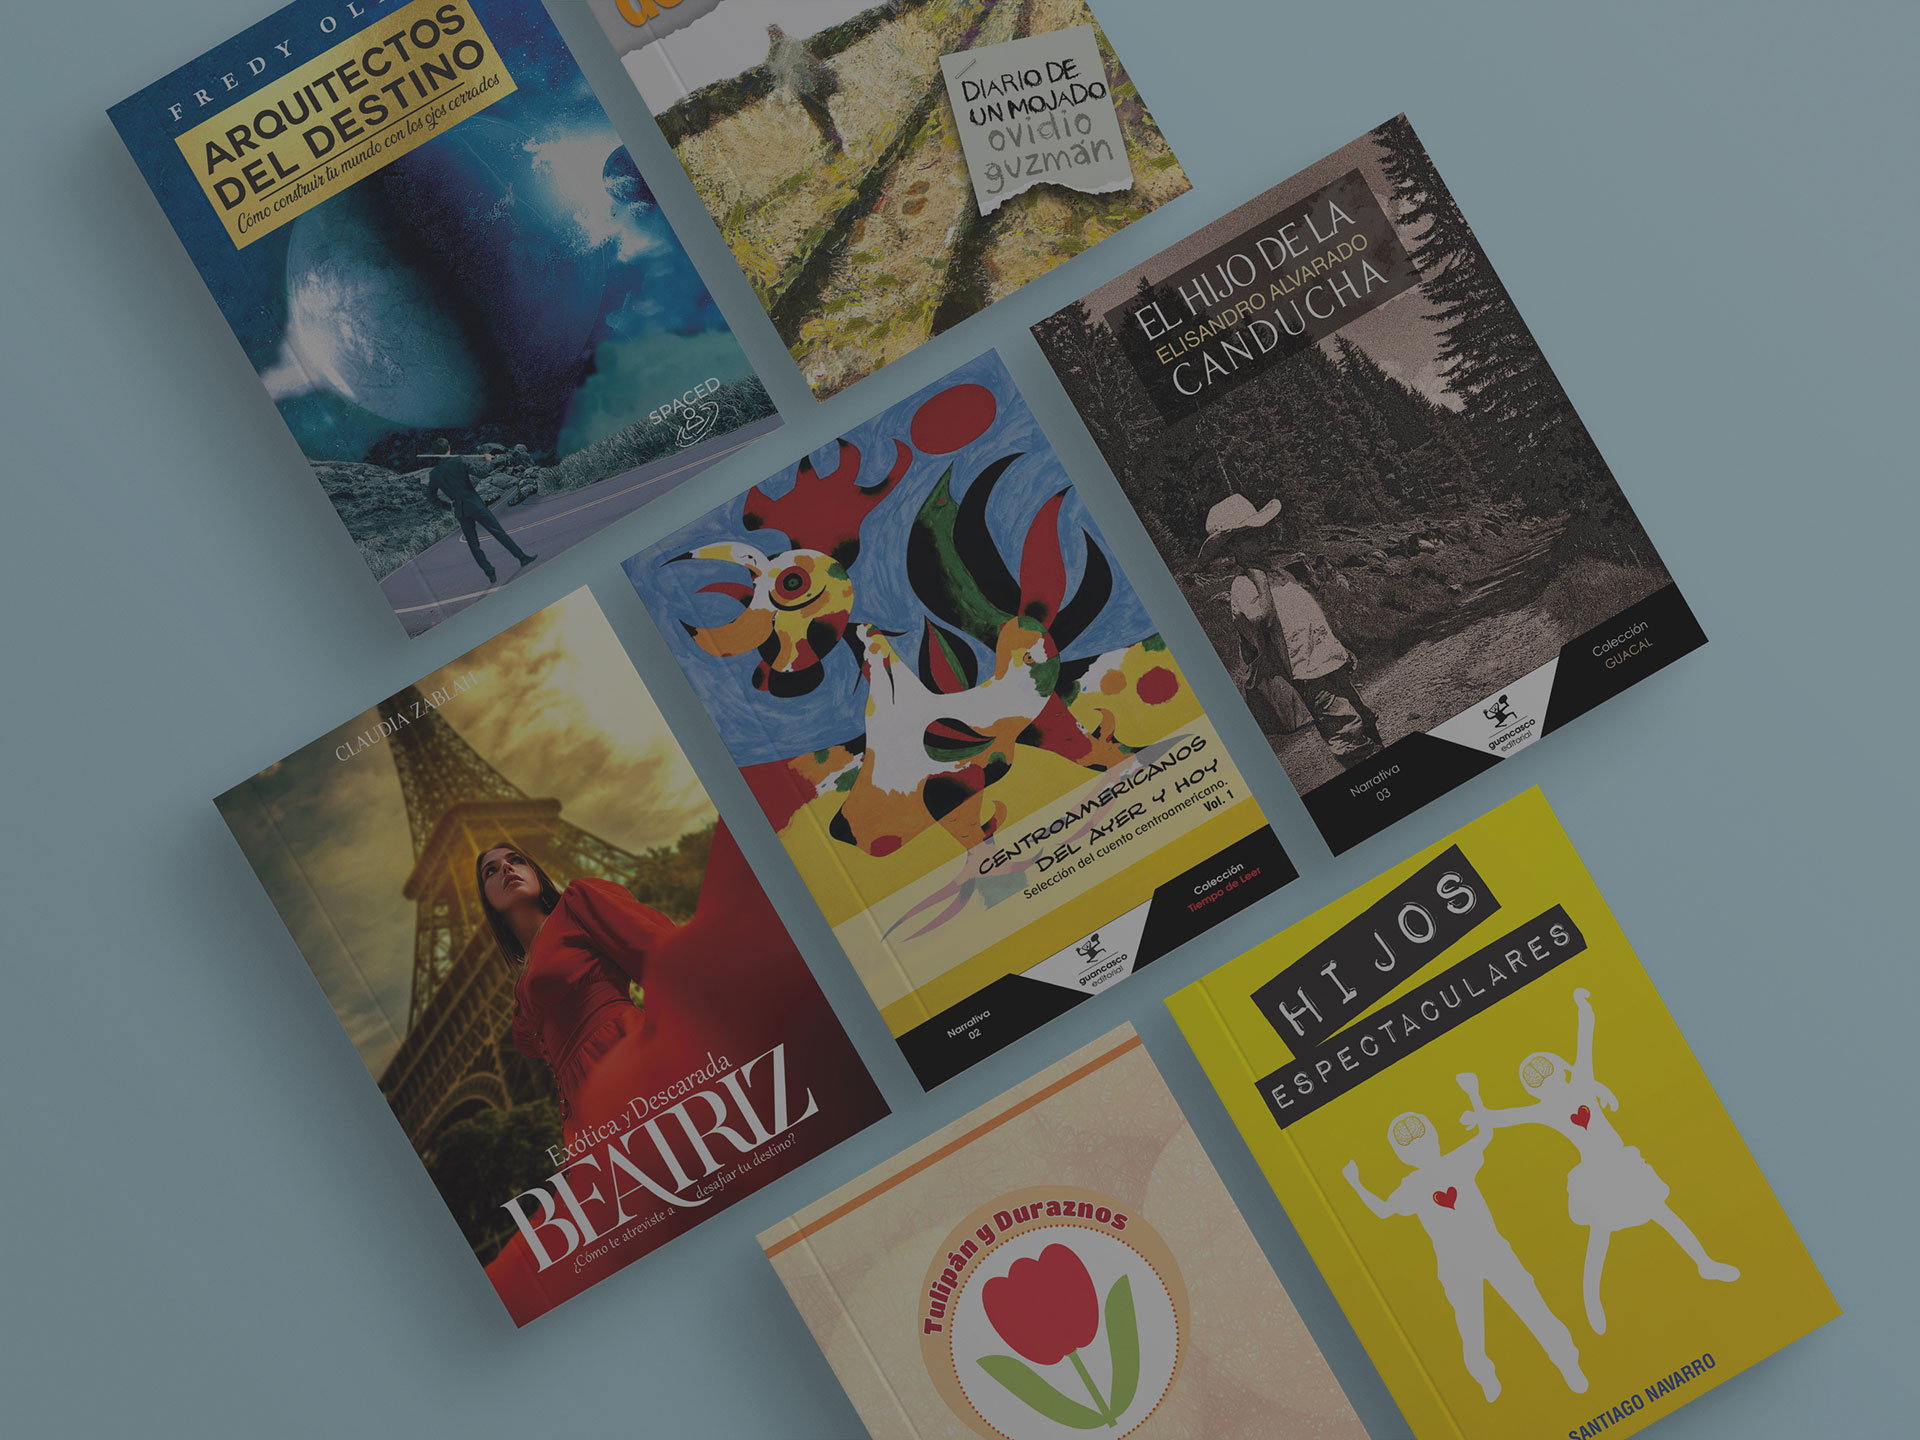 FREDY
ARQUITECTOS
DEL DESTINO
Cómo construir tu mundo con los ojos cerrados
SPACED
DIARIO DE
UN MOJADO
ovidio
guzmán
EL HIJO DE LA
ELISANDRO ALVARADO
CANDUCHA
Narrativa
03
guancasco
editorial
Colección
GUACAL
CLAUDIA ZABLAH
Exótica y Descarada
BEATRIZ
¿Cómo te atreviste a desafiar tu destino?
CENTROAMERICANOS
DEL AYER Y HOY
Selección del cuento centroamericano.
Vol. 1
Narrativa
02
guancasco
editorial
Colección
Tiempo de Leer
HIJOS
ESPECTACULARES
SANTIAGO NAVARRO
Tulipán y Duraznos